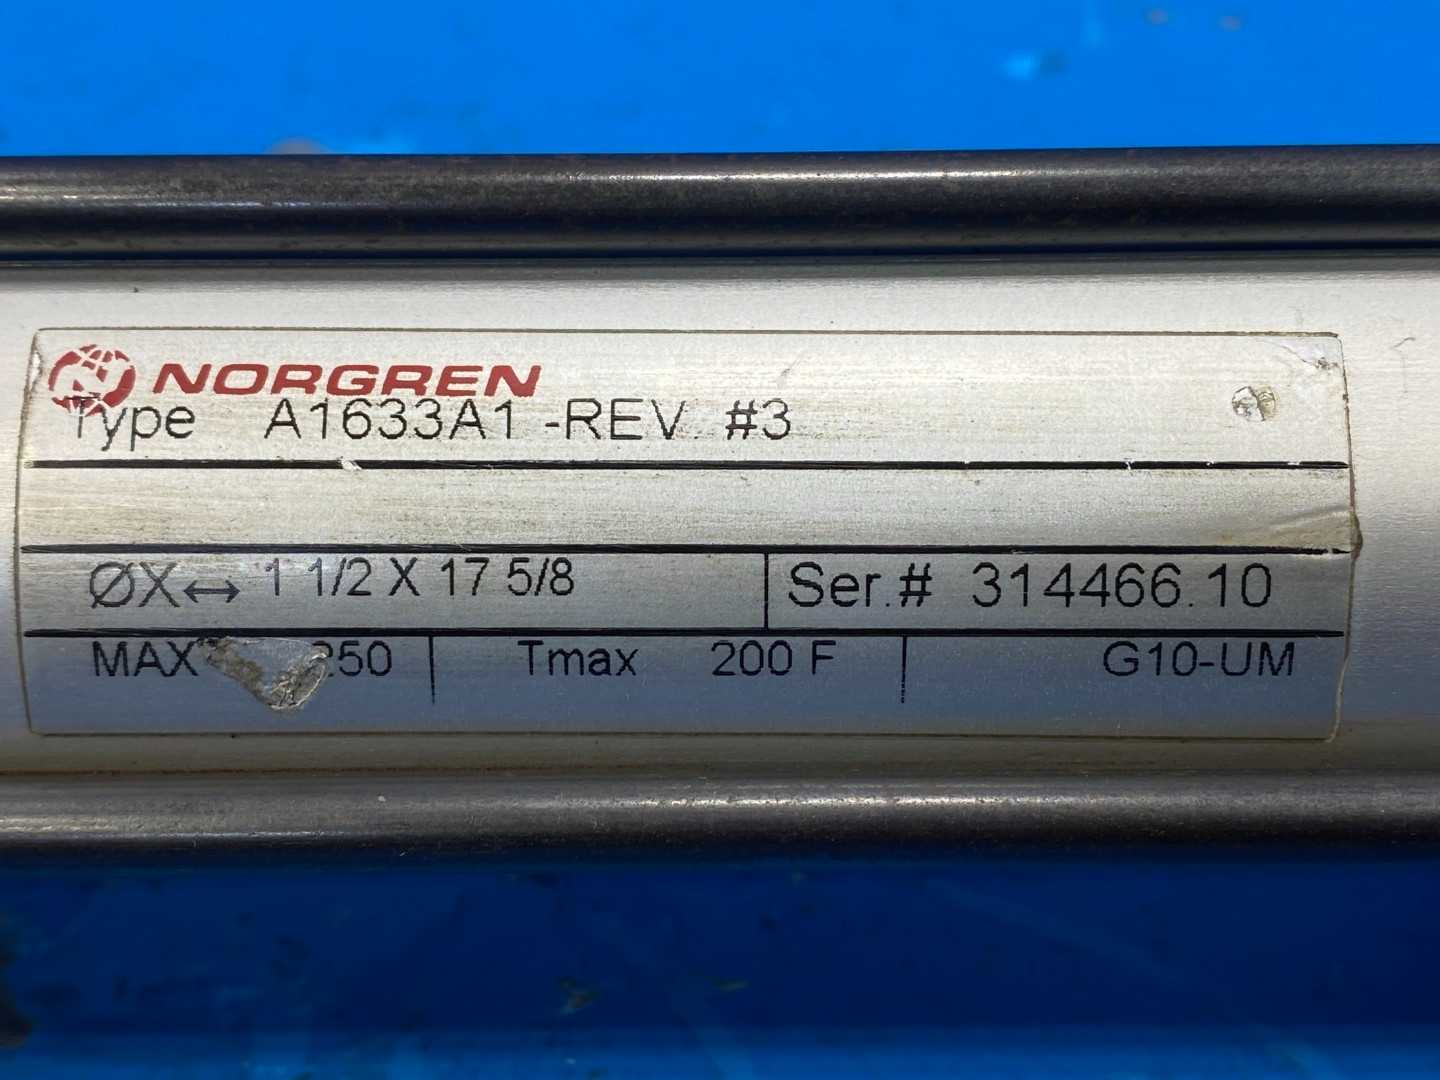 NORGREN
Type A1633A1 -REV. #3
ØX↔ 1 1/2 X 17 5/8 Ser.# 314466.10
MAX 250 Tmax 200 F G10-UM